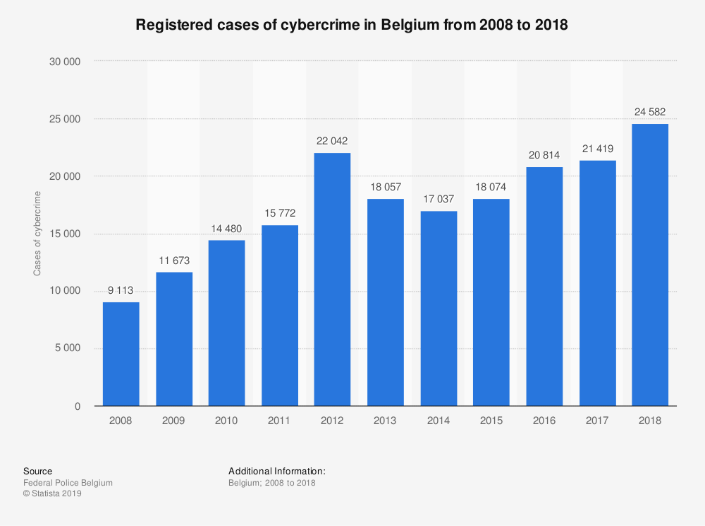 Registered cases of cybercrime in Belgium from 2008 to 2018
30 000
25 000
20 000
15 000
10 000
5 000
0
Cases of cybercrime
9 113
11 673
14 480
15 772
22 042
18 057
17 037
18 074
20 814
21 419
24 582
2008 2009 2010 2011 2012 2013 2014 2015 2016 2017 2018
Source
Federal Police Belgium
© Statista 2019
Additional Information:
Belgium; 2008 to 2018